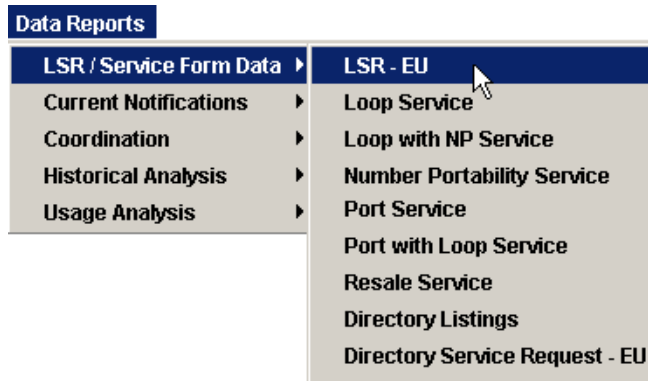 Data Reports
LSR / Service Form Data
Current Notifications
Coordination
Historical Analysis
Usage Analysis
LSR - EU
Loop Service
Loop with NP Service
Number Portability Service
Port Service
Port with Loop Service
Resale Service
Directory Listings
Directory Service Request - EU